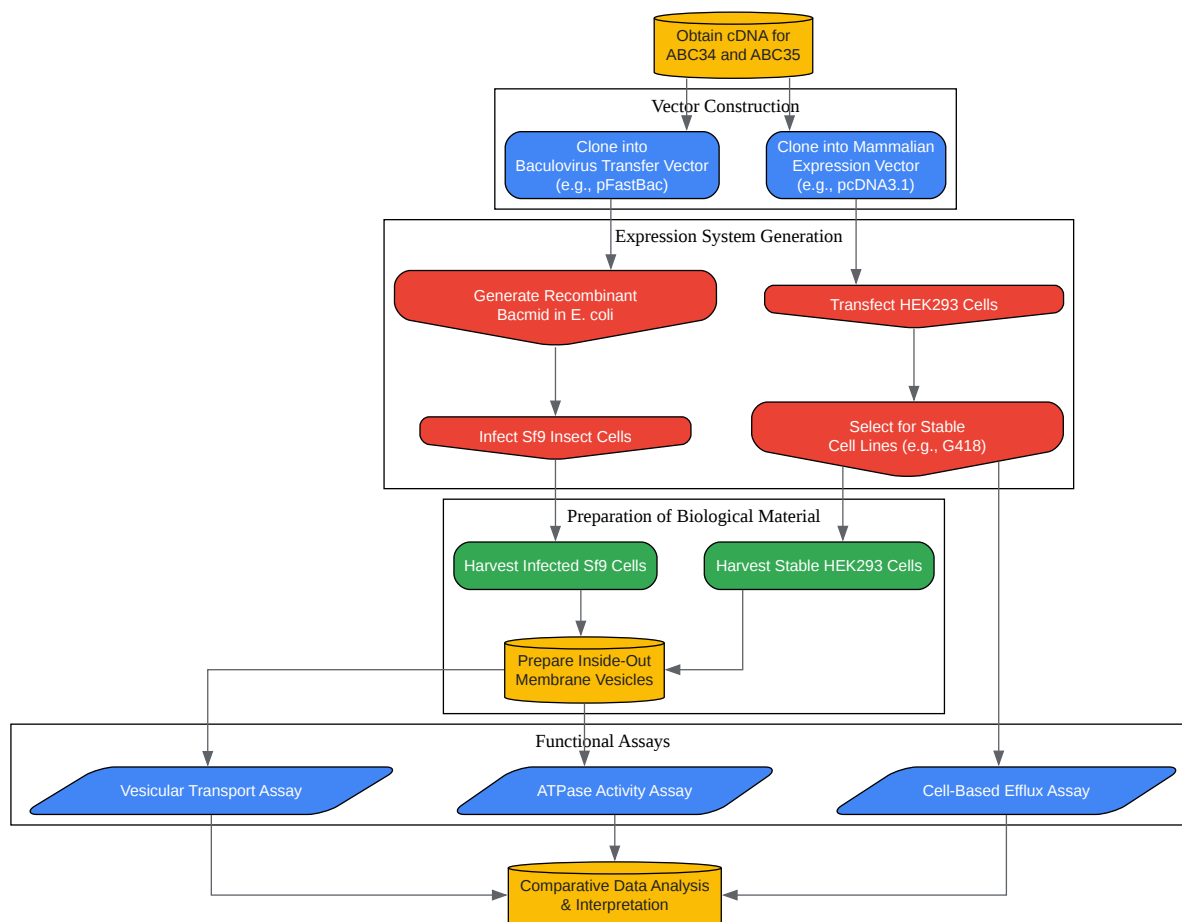 Obtain cDNA for
ABC34 and ABC35
Vector Construction
Clone into
Baculovirus Transfer Vector
(e.g., pFastBac)
Clone into Mammalian
Expression Vector
(e.g., pcDNA3.1)
Expression System Generation
Generate Recombinant
Bacmid in E. coli
Transfect HEK293 Cells
Infect Sf9 Insect Cells
Select for Stable
Cell Lines (e.g., G418)
Preparation of Biological Material
Harvest Infected Sf9 Cells
Harvest Stable HEK293 Cells
Prepare Inside-Out
Membrane Vesicles
Functional Assays
Vesicular Transport Assay
ATPase Activity Assay
Cell-Based Efflux Assay
Comparative Data Analysis
& Interpretation